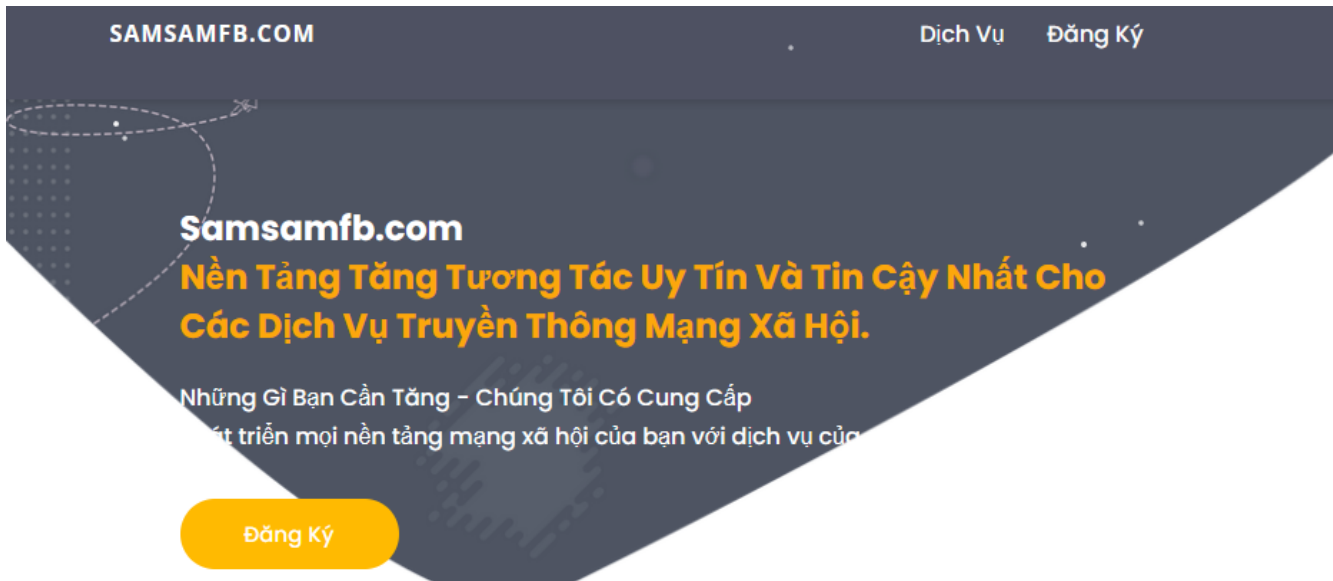 SAMSAMFB.COM
Dịch Vụ
Đăng Ký
Samsamfb.com
Nền Tảng Tăng Tương Tác Uy Tín Và Tin Cậy Nhất Cho
Các Dịch Vụ Truyền Thông Mạng Xã Hội.
Những Gì Bạn Cần Tăng - Chúng Tôi Có Cung Cấp
triển mọi nền tảng mạng xã hội của bạn với dịch vụ của
Đăng Ký